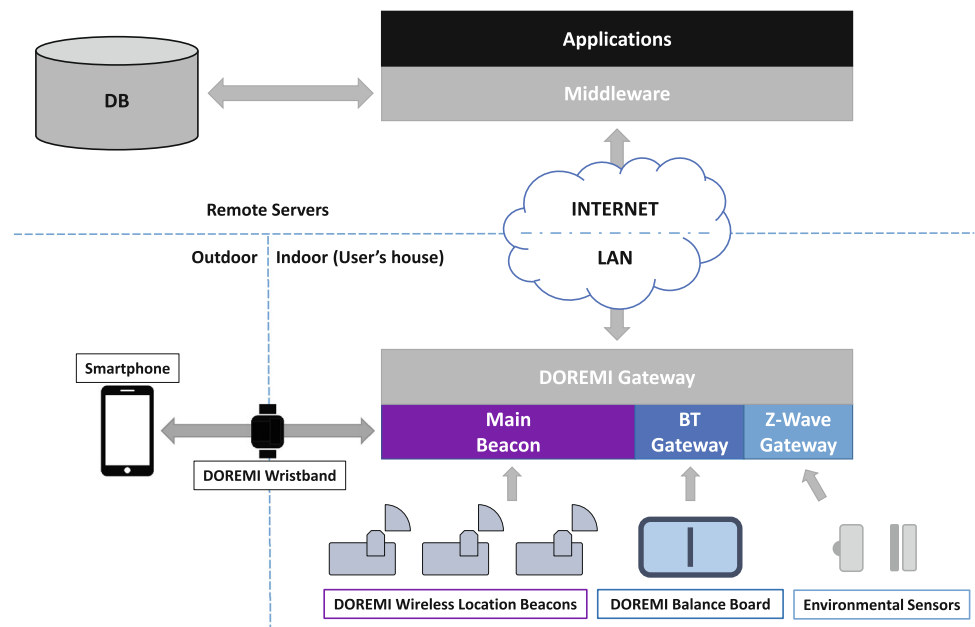 Applications
DB
Middleware
Remote Servers
INTERNET
Outdoor
Indoor (User's house)
LAN
Smartphone
DOREMI Gateway
Main
Beacon
BT
Gateway
Z-Wave
Gateway
DOREMI Wristband
DOREMI Wireless Location Beacons
DOREMI Balance Board
Environmental Sensors